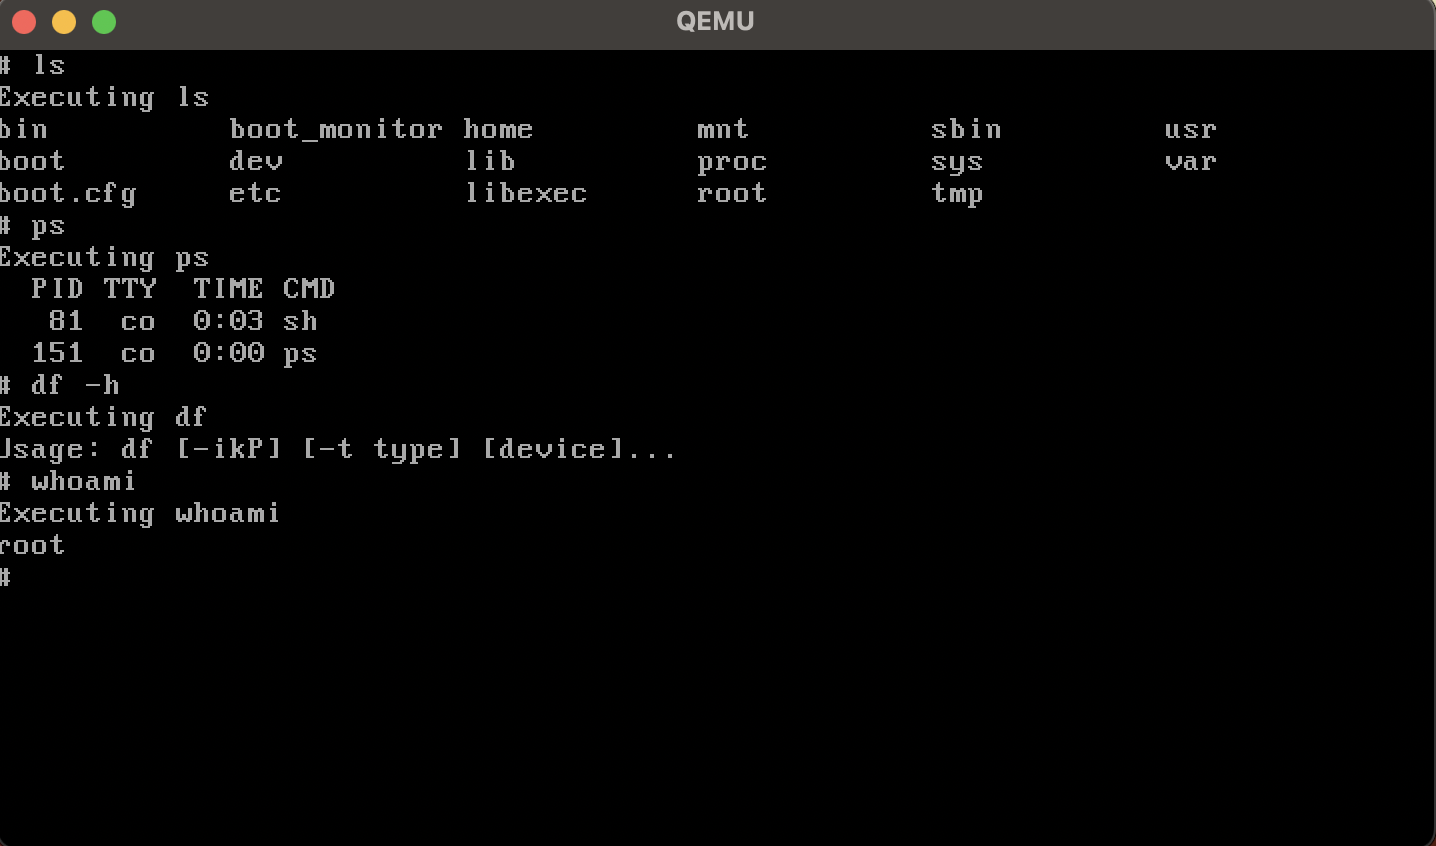 QEMU
# ls
Executing ls
bin boot_monitor home mnt sbin usr
boot dev lib proc sys var
boot.cfg etc libexec root tmp
# ps
Executing ps
PID TTY TIME CMD
81 co 0:03 sh
151 co 0:00 ps
# df -h
Executing df
Usage: df [-ikP] [-t type] [device]...
# whoami
Executing whoami
root
#